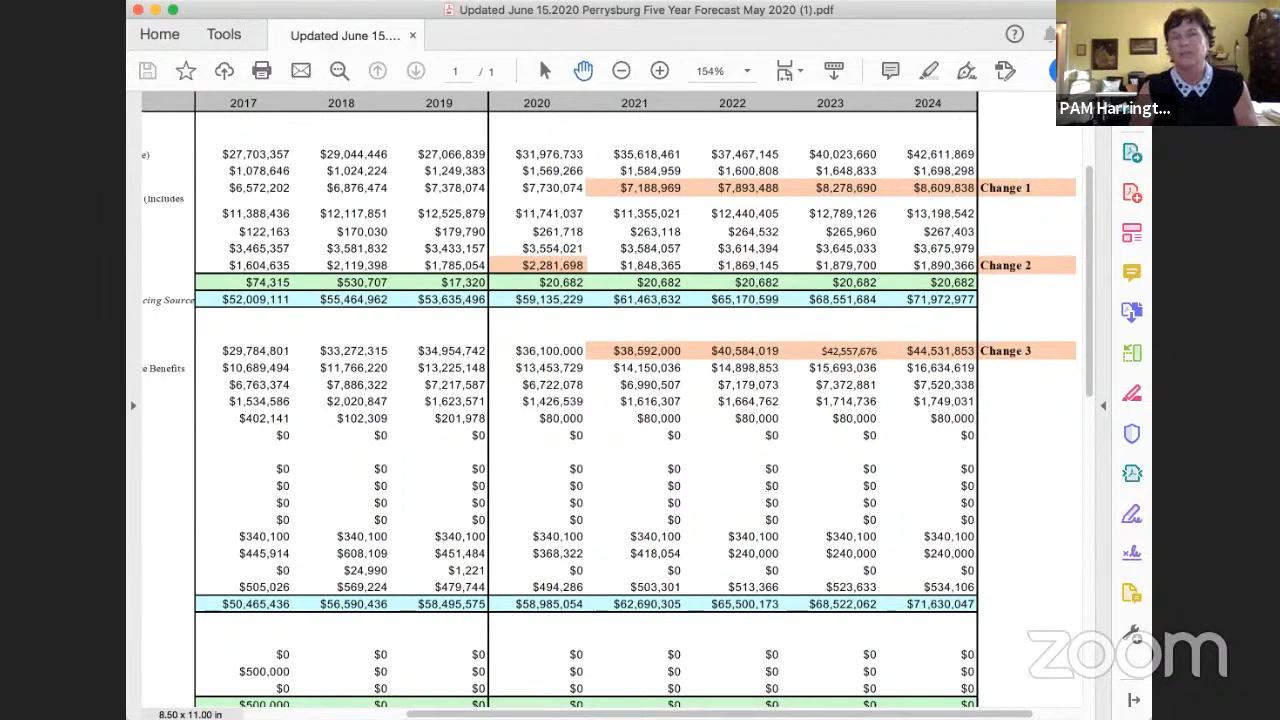 Updated June 15.2020 Perrysburg Five Year Forecast May 2020 (1).pdf
Home Tools Updated June 15.... ×
1 / 1 154%
PAM Harringt...
2017 2018 2019 2020 2021 2022 2023 2024
e) $27,703,357 $29,044,446 $27,066,839 $31,976,733 $35,618,461 $37,467,145 $40,023,660 $42,611,869
$1,078,646 $1,024,224 $1,249,383 $1,569,266 $1,584,959 $1,600,808 $1,648,833 $1,698,298
$6,572,202 $6,876,474 $7,378,074 $7,730,074 $7,188,969 $7,893,488 $8,278,690 $8,609,838 Change 1
(Includes
$11,388,436 $12,117,851 $12,525,879 $11,741,037 $11,355,021 $12,440,405 $12,789,126 $13,198,542
$122,163 $170,030 $179,790 $261,718 $263,118 $264,532 $265,960 $267,403
$3,465,357 $3,581,832 $3,433,157 $3,554,021 $3,584,057 $3,614,394 $3,645,034 $3,675,979
$1,604,635 $2,119,398 $1,785,054 $2,281,698 $1,848,365 $1,869,145 $1,879,700 $1,890,366 Change 2
$74,315 $530,707 $17,320 $20,682 $20,682 $20,682 $20,682 $20,682
cing Source $52,009,111 $55,464,962 $53,635,496 $59,135,229 $61,463,632 $65,170,599 $68,551,684 $71,972,977
$29,784,801 $33,272,315 $34,954,742 $36,100,000 $38,592,000 $40,584,019 $42,557,676 $44,531,853 Change 3
e Benefits $10,689,494 $11,766,220 $13,225,148 $13,453,729 $14,150,036 $14,898,853 $15,693,036 $16,634,619
$6,763,374 $7,886,322 $7,217,587 $6,722,078 $6,990,507 $7,179,073 $7,372,881 $7,520,338
$1,534,586 $2,020,847 $1,623,571 $1,426,539 $1,616,307 $1,664,762 $1,714,736 $1,749,031
$402,141 $102,309 $201,978 $80,000 $80,000 $80,000 $80,000 $80,000
$0 $0 $0 $0 $0 $0 $0 $0
$0 $0 $0 $0 $0 $0 $0 $0
$0 $0 $0 $0 $0 $0 $0 $0
$0 $0 $0 $0 $0 $0 $0 $0
$0 $0 $0 $0 $0 $0 $0 $0
$340,100 $340,100 $340,100 $340,100 $340,100 $340,100 $340,100 $340,100
$445,914 $608,109 $451,484 $368,322 $418,054 $240,000 $240,000 $240,000
$0 $24,990 $1,221 $0 $0 $0 $0 $0
$505,026 $569,224 $479,744 $494,286 $503,301 $513,366 $523,633 $534,106
$50,465,436 $56,590,436 $58,495,575 $58,985,054 $62,690,305 $65,500,173 $68,522,062 $71,630,047
$0 $0 $0 $0 $0 $0 $0 $0
$500,000 $0 $0 $0 $0 $0 $0 $0
$0 $0 $0 $0 $0 $0 $0 $0
$500,000 $0 $0 $0 $0 $0 $0 $0
8.50 x 11.00 in
zoom